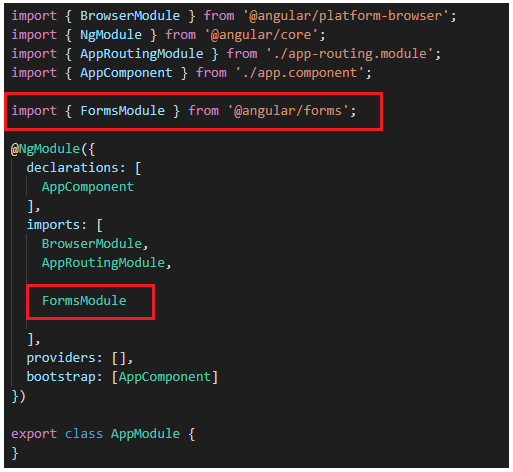 import { BrowserModule } from '@angular/platform-browser';
import { NgModule } from '@angular/core';
import { AppRoutingModule } from './app-routing.module';
import { AppComponent } from './app.component';
import { FormsModule } from '@angular/forms';
@NgModule({
  declarations: [
    AppComponent
  ],
  imports: [
    BrowserModule,
    AppRoutingModule,
    FormsModule
  ],
  providers: [],
  bootstrap: [AppComponent]
})
export class AppModule {
}